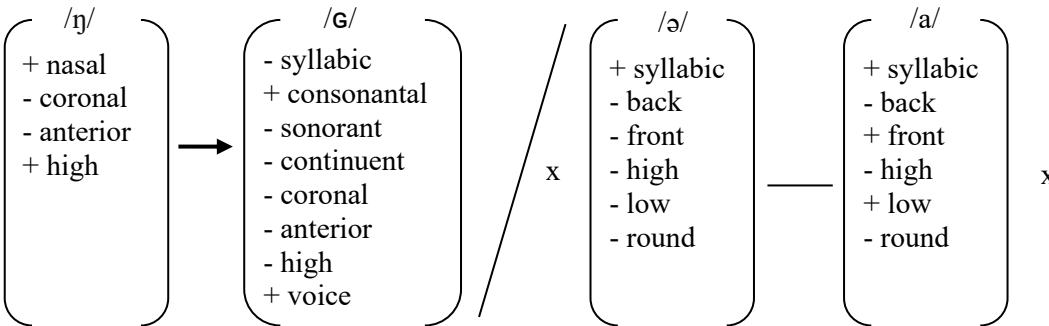 /ŋ/
+ nasal
- coronal
- anterior
+ high
/ɢ/
- syllabic
+ consonantal
- sonorant
- continuent
- coronal
- anterior
- high
+ voice
x
/ə/
+ syllabic
- back
- front
- high
- low
- round
/a/
+ syllabic
- back
+ front
- high
+ low
- round
x